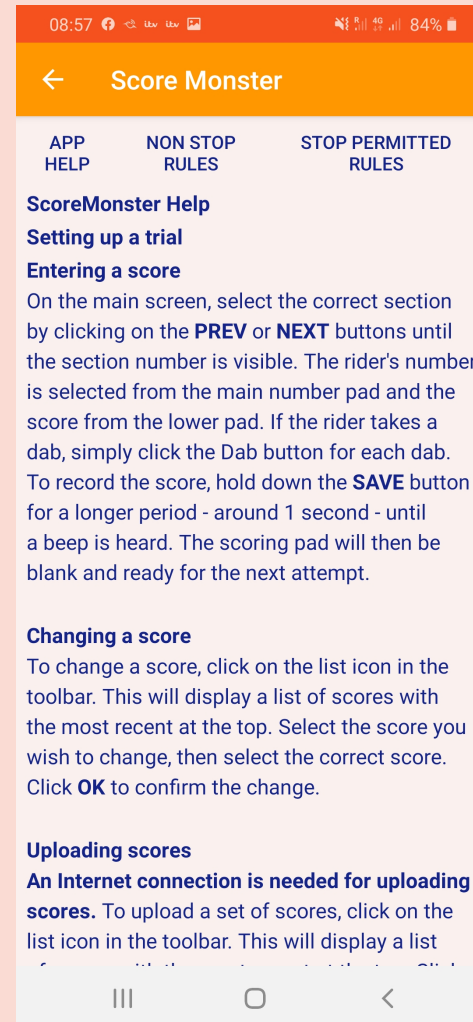 08:57 itv itv R 4G 84%
Score Monster
APP HELP
NON STOP RULES
STOP PERMITTED RULES
ScoreMonster Help
Setting up a trial
Entering a score
On the main screen, select the correct section
by clicking on the PREV or NEXT buttons until
the section number is visible. The rider's number
is selected from the main number pad and the
score from the lower pad. If the rider takes a
dab, simply click the Dab button for each dab.
To record the score, hold down the SAVE button
for a longer period - around 1 second - until
a beep is heard. The scoring pad will then be
blank and ready for the next attempt.
Changing a score
To change a score, click on the list icon in the
toolbar. This will display a list of scores with
the most recent at the top. Select the score you
wish to change, then select the correct score.
Click OK to confirm the change.
Uploading scores
An Internet connection is needed for uploading
scores. To upload a set of scores, click on the
list icon in the toolbar. This will display a list